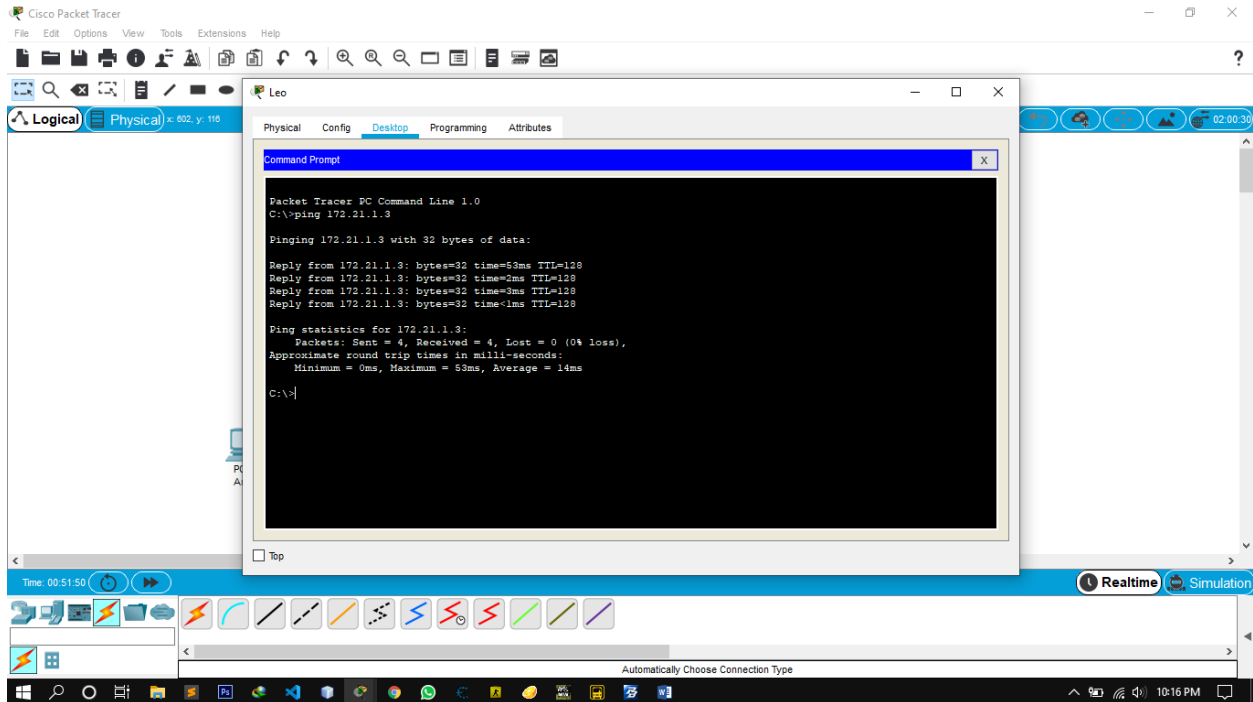 Cisco Packet Tracer
File Edit Options View Tools Extensions Help
?
Leo
Logical Physical x: 602, y: 116
02:00:30
Physical Config Desktop Programming Attributes
Command Prompt
X
Packet Tracer PC Command Line 1.0
C:\>ping 172.21.1.3
Pinging 172.21.1.3 with 32 bytes of data:
Reply from 172.21.1.3: bytes=32 time=53ms TTL=128
Reply from 172.21.1.3: bytes=32 time=2ms TTL=128
Reply from 172.21.1.3: bytes=32 time=3ms TTL=128
Reply from 172.21.1.3: bytes=32 time<1ms TTL=128
Ping statistics for 172.21.1.3:
Packets: Sent = 4, Received = 4, Lost = 0 (0% loss),
Approximate round trip times in milli-seconds:
Minimum = 0ms, Maximum = 53ms, Average = 14ms
C:\>
Top
Time: 00:51:50
Realtime Simulation
Automatically Choose Connection Type
Ps
10:16 PM